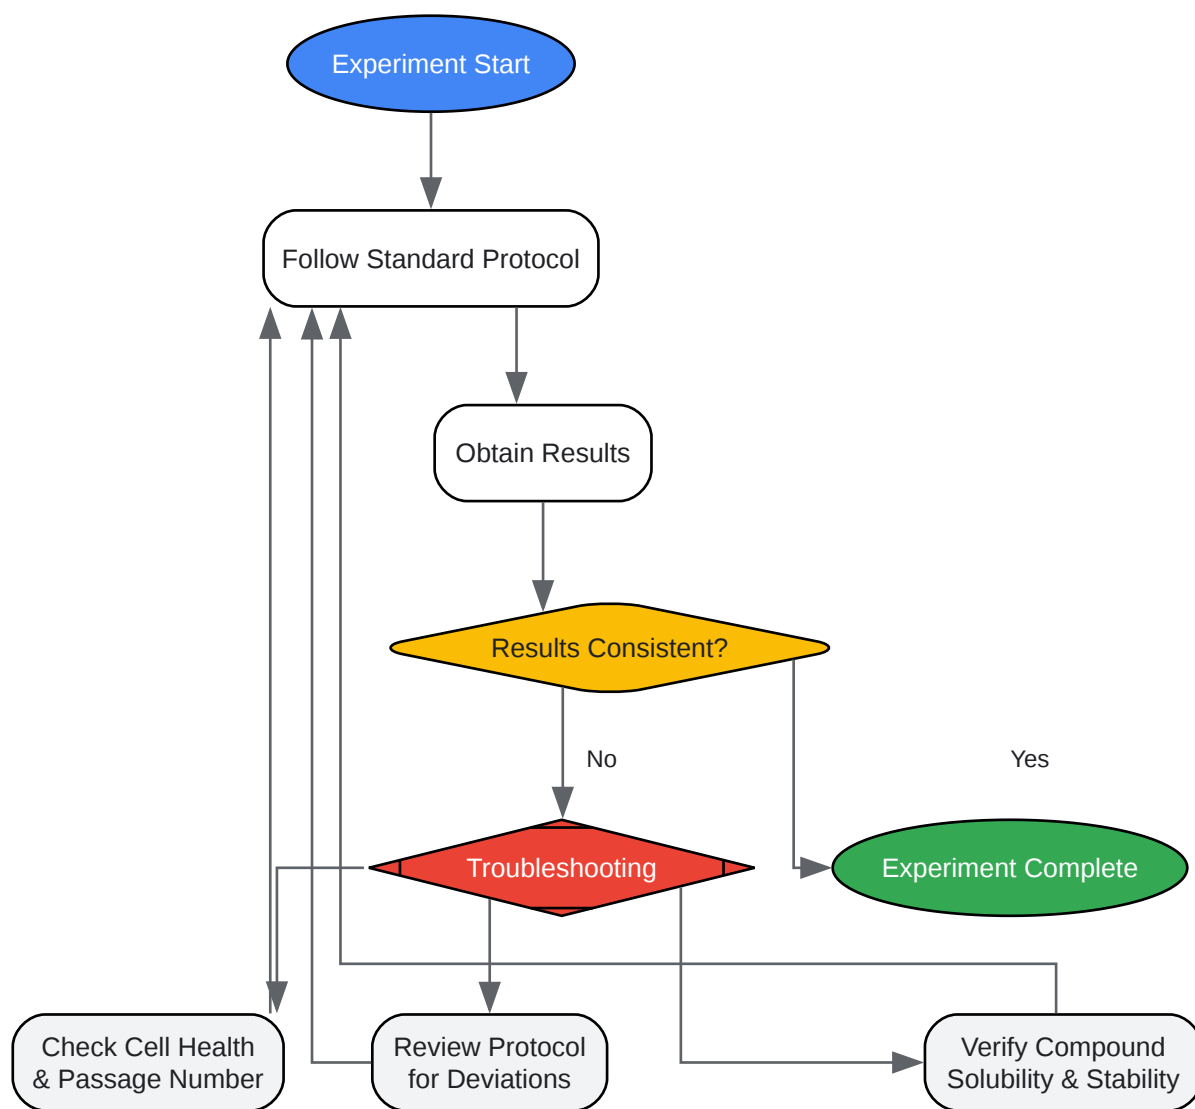 Experiment Start
Follow Standard Protocol
Obtain Results
Results Consistent?
No
Yes
Troubleshooting
Experiment Complete
Check Cell Health
& Passage Number
Review Protocol
for Deviations
Verify Compound
Solubility & Stability